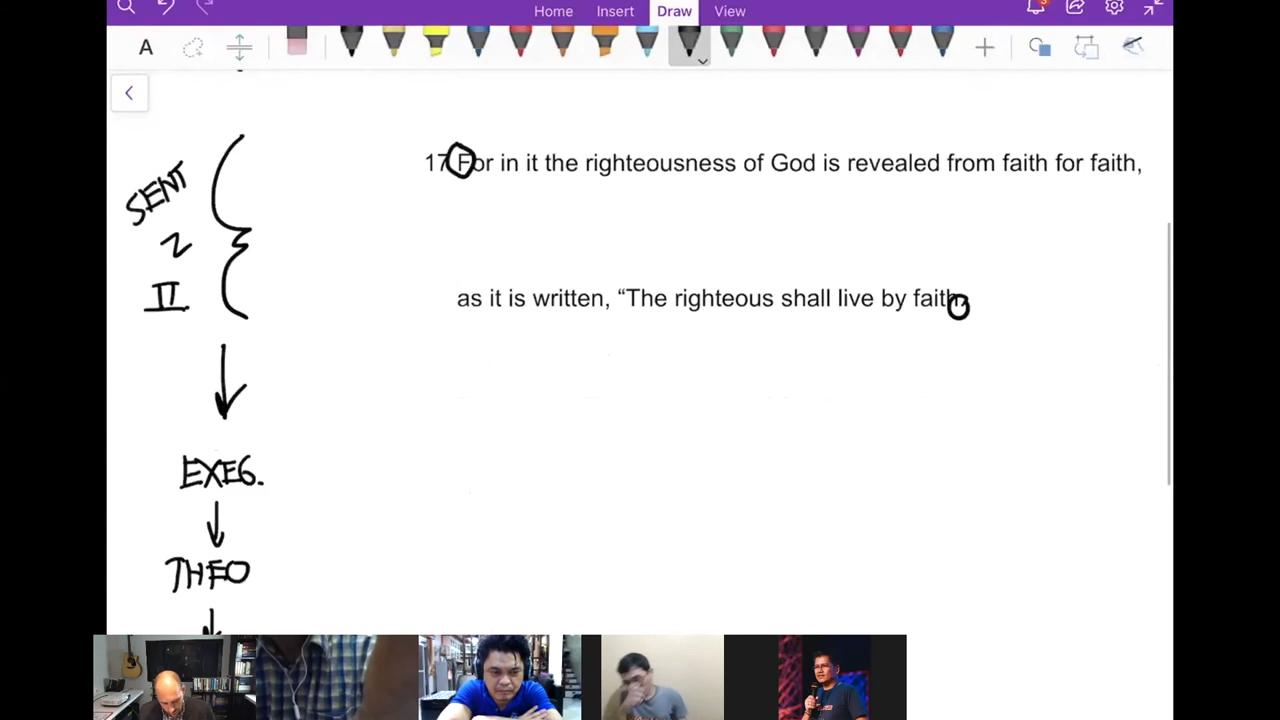 Home Insert Draw View
A
17 For in it the righteousness of God is revealed from faith for faith,
as it is written, “The righteous shall live by faith
SENT
2
II
EXEG.
THEO